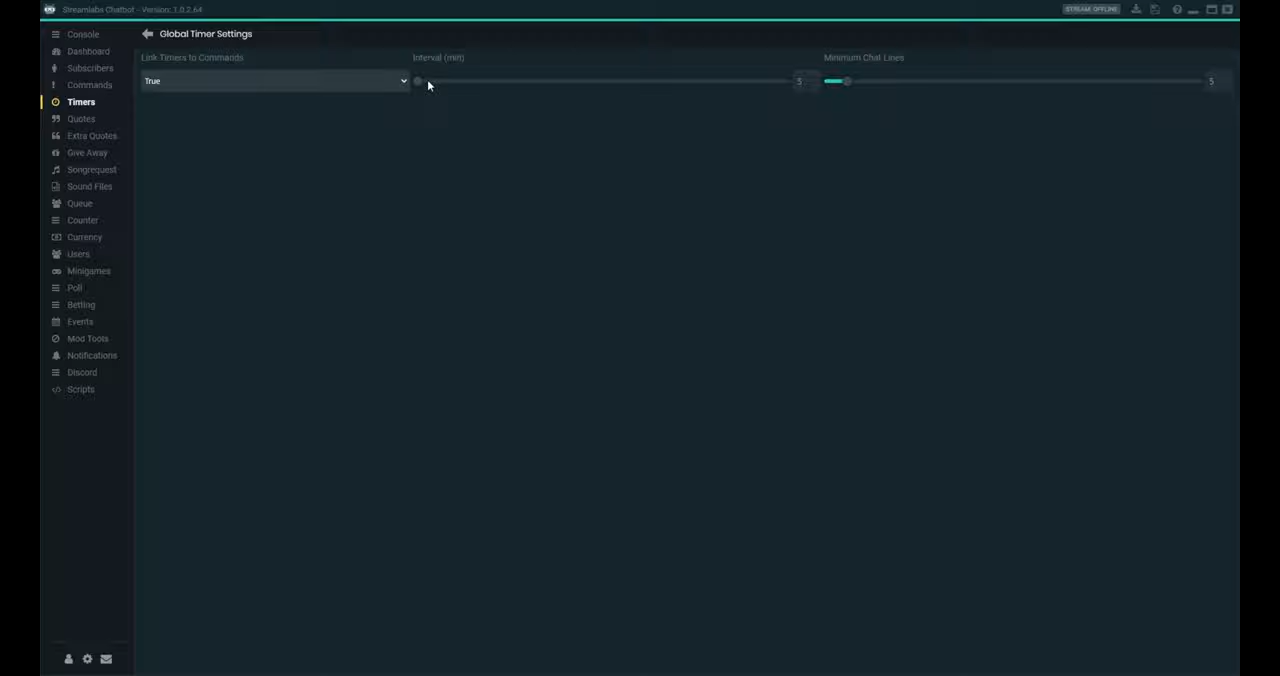 Streamlabs Chatbot - Version: 1.0.2.64
STREAM OFFLINE
Console
Dashboard
Subscribers
Commands
Timers
Quotes
Extra Quotes
Give Away
Songrequest
Sound Files
Queue
Counter
Currency
Users
Minigames
Poll
Betting
Events
Mod Tools
Notifications
Discord
Scripts
Global Timer Settings
Link Timers to Commands
Interval (min)
Minimum Chat Lines
True
5
5